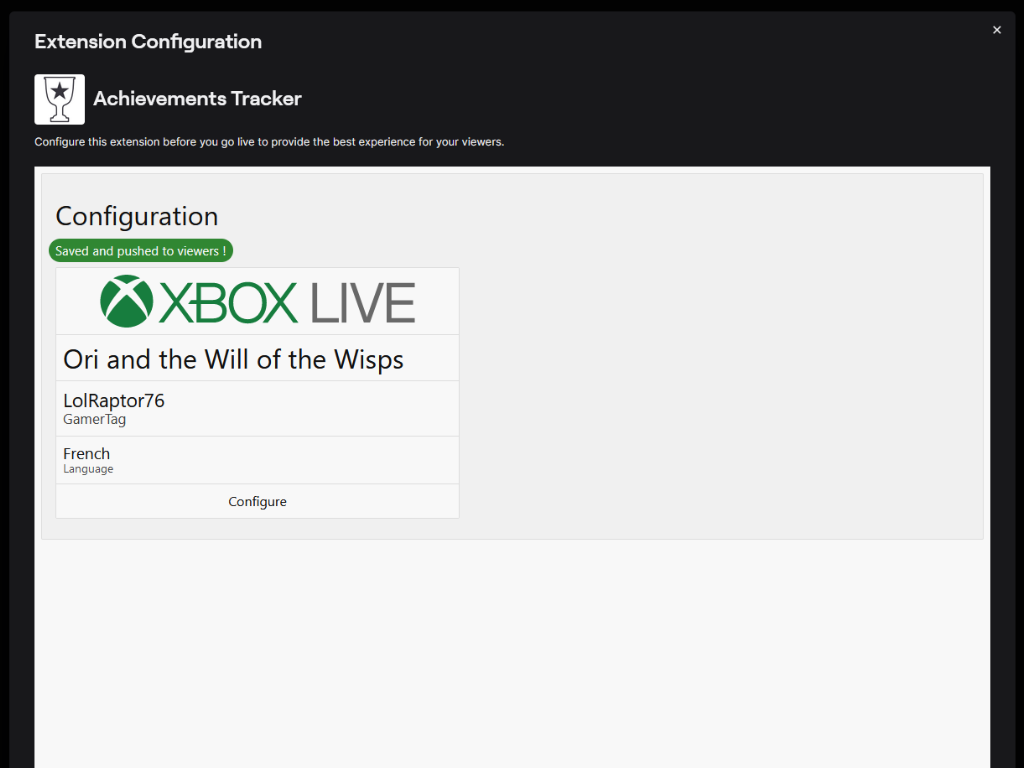 Extension Configuration
Achievements Tracker
Configure this extension before you go live to provide the best experience for your viewers.
Configuration
Saved and pushed to viewers !
XBOX LIVE
Ori and the Will of the Wisps
LolRaptor76
GamerTag
French
Language
Configure